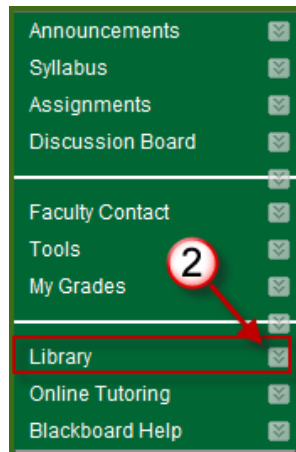 Announcements
Syllabus
Assignments
Discussion Board
Faculty Contact
Tools
2
My Grades
Library
Online Tutoring
Blackboard Help